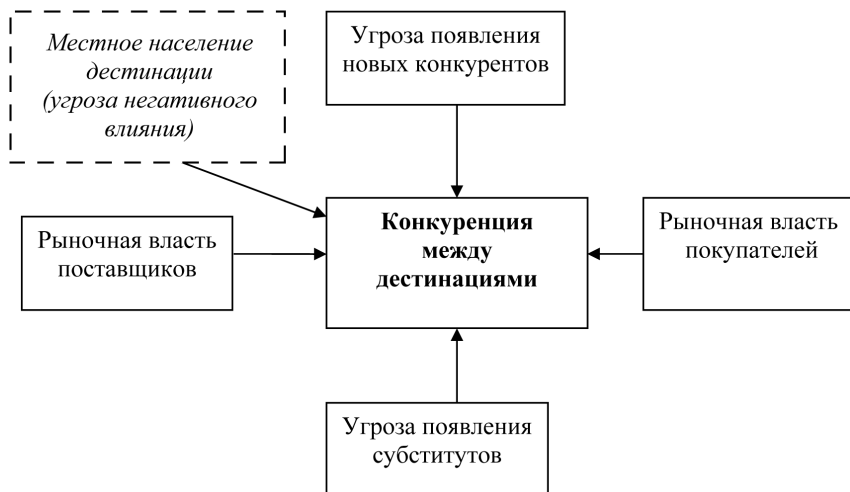 Местное население
дестинации
(угроза негативного
влияния)
Угроза появления
новых конкурентов
Рыночная власть
поставщиков
Конкуренция
между
дестинациями
Рыночная власть
покупателей
Угроза появления
субститутов